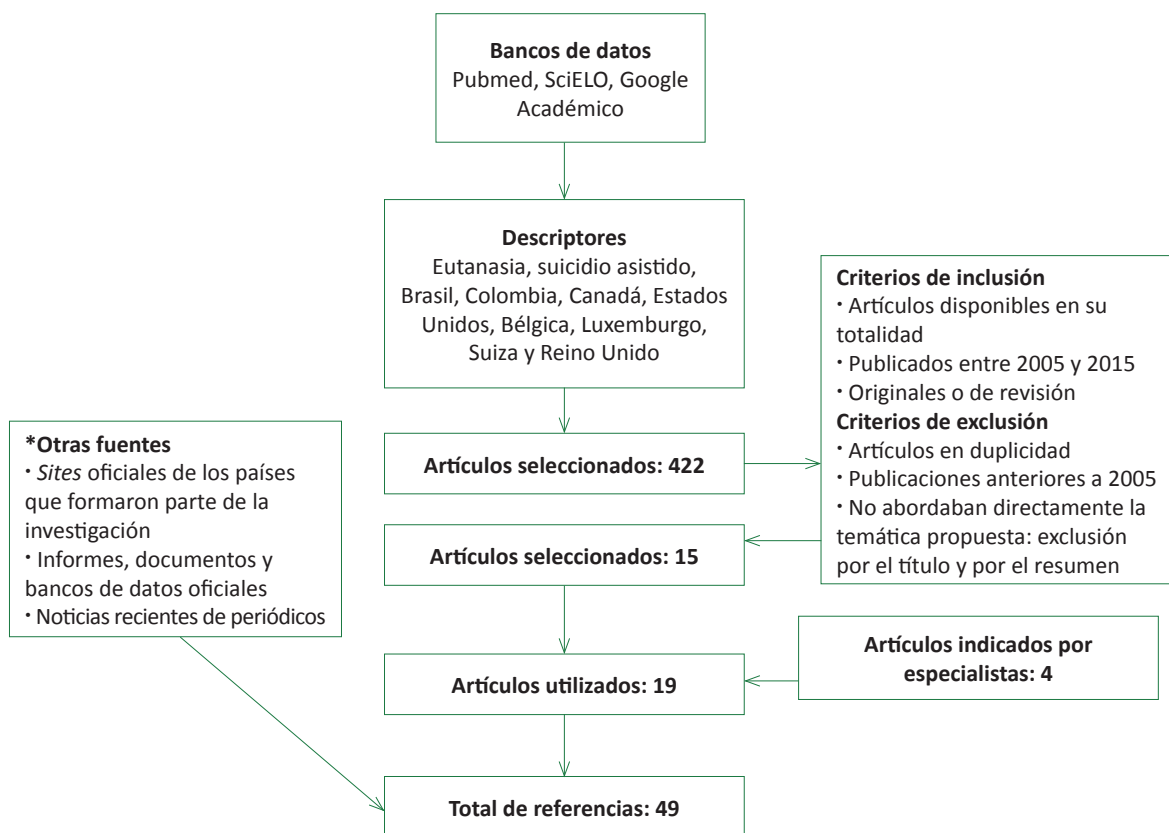 Bancos de datos
Pubmed, SciELO, Google
Académico
Descriptores
Eutanasia, suicidio asistido,
Brasil, Colombia, Canadá, Estados
Unidos, Bélgica, Luxemburgo,
Suiza y Reino Unido
Artículos seleccionados: 422
Criterios de inclusión
· Artículos disponibles en su
totalidad
· Publicados entre 2005 y 2015
· Originales o de revisión
Criterios de exclusión
· Artículos en duplicidad
· Publicaciones anteriores a 2005
· No abordaban directamente la
temática propuesta: exclusión
por el título y por el resumen
Artículos seleccionados: 15
Artículos indicados por
especialistas: 4
Artículos utilizados: 19
*Otras fuentes
· Sites oficiales de los países
que formaron parte de la
investigación
· Informes, documentos y
bancos de datos oficiales
· Noticias recientes de periódicos
Total de referencias: 49